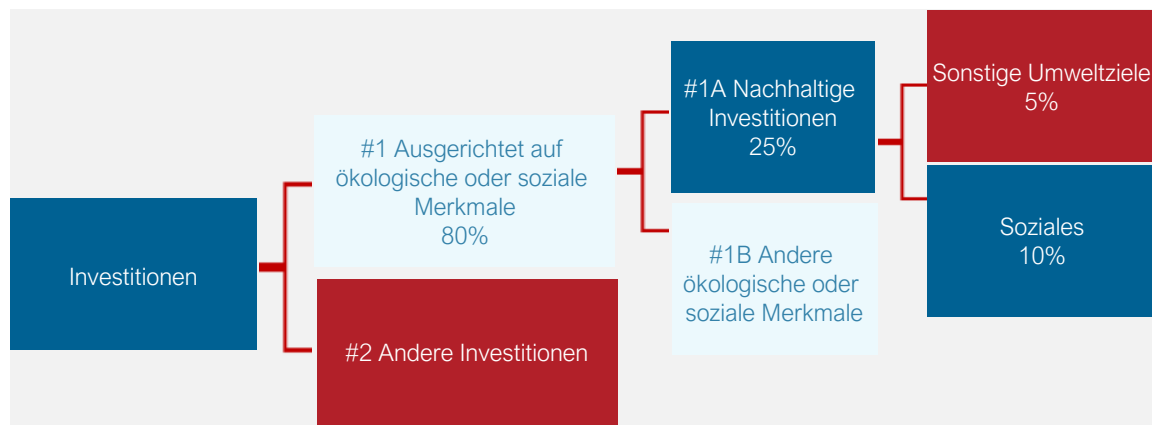 Investitionen
#1 Ausgerichtet auf
ökologische oder soziale
Merkmale
80%
#2 Andere Investitionen
#1A Nachhaltige
Investitionen
25%
#1B Andere
ökologische oder
soziale Merkmale
Sonstige Umweltziele
5%
Soziales
10%